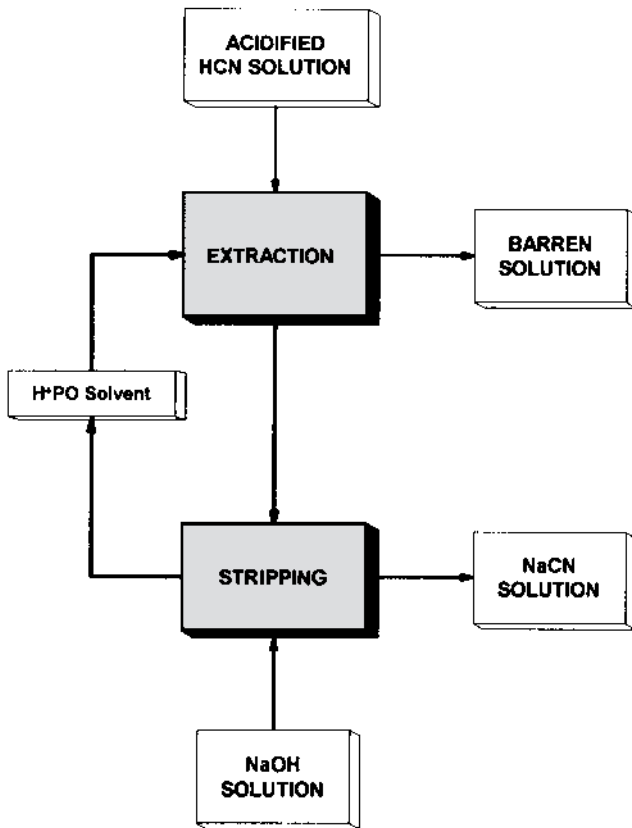 ACIDIFIED
HCN SOLUTION
EXTRACTION
BARREN
SOLUTION
H⁺PO Solvent
STRIPPING
NaCN
SOLUTION
NaOH
SOLUTION